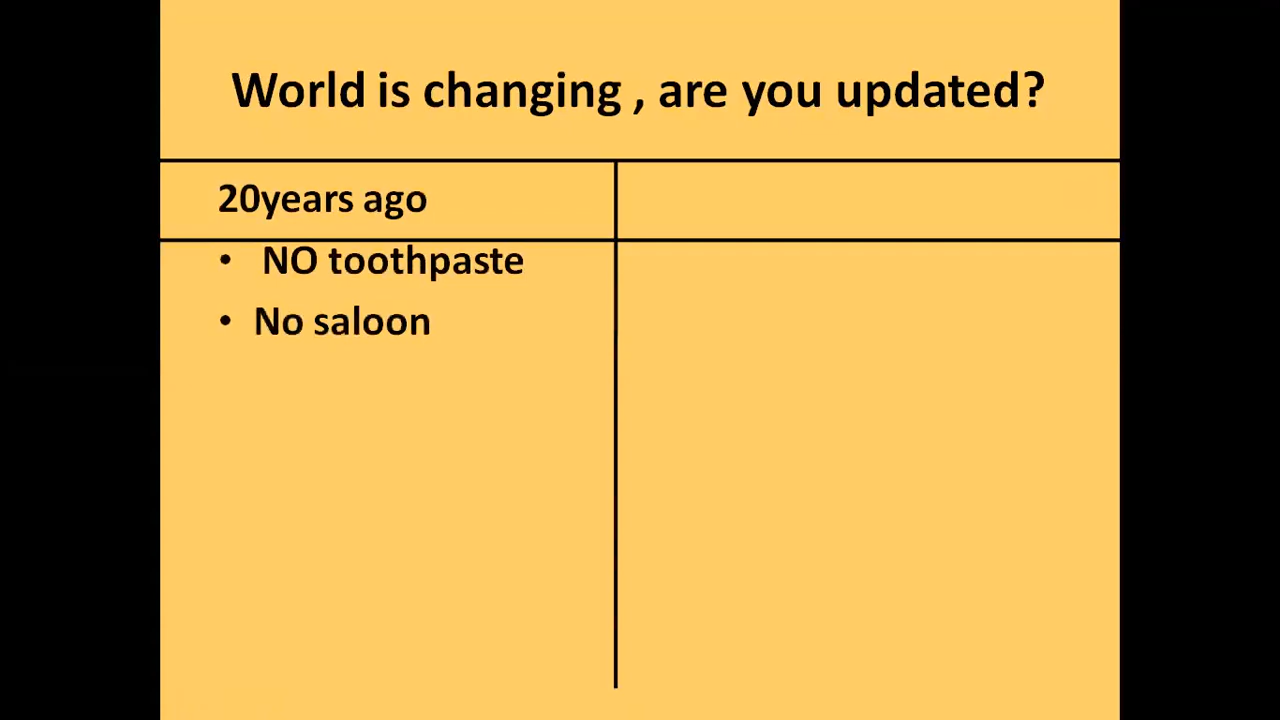 World is changing , are you updated?
20years ago
• NO toothpaste
• No saloon